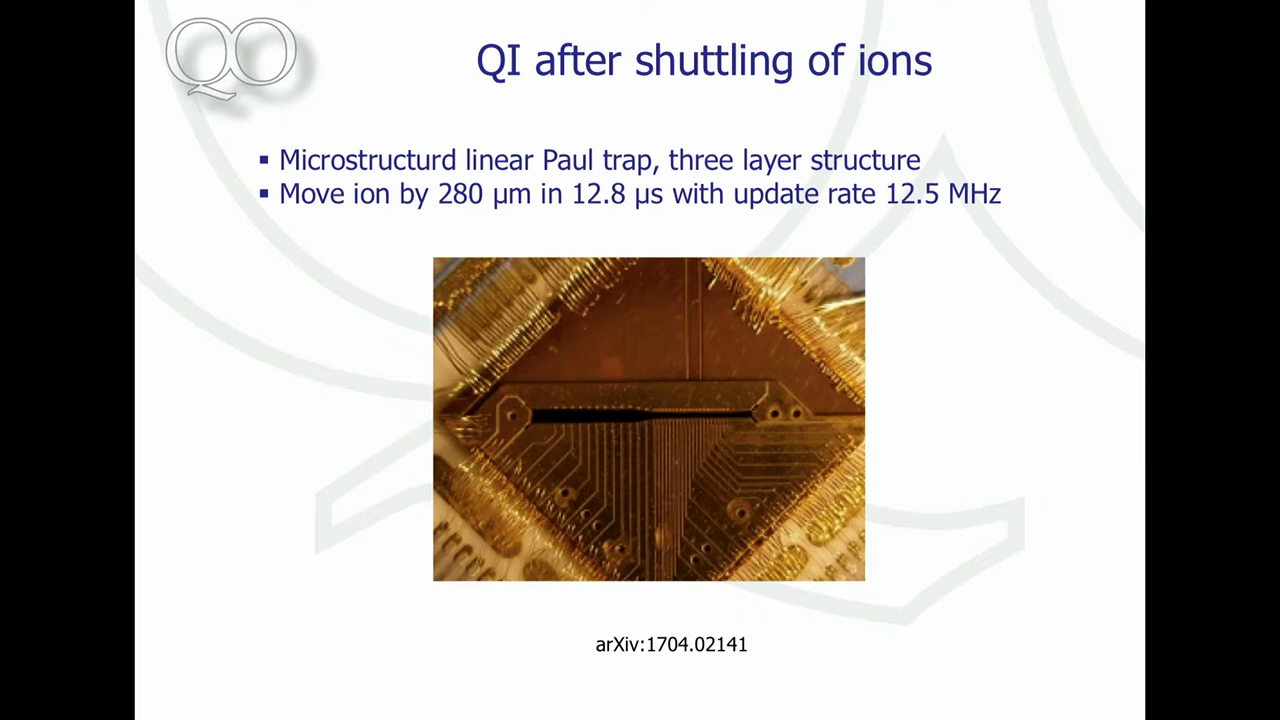 QO
QI after shuttling of ions
▪ Microstructurd linear Paul trap, three layer structure
▪ Move ion by 280 µm in 12.8 µs with update rate 12.5 MHz
arXiv:1704.02141